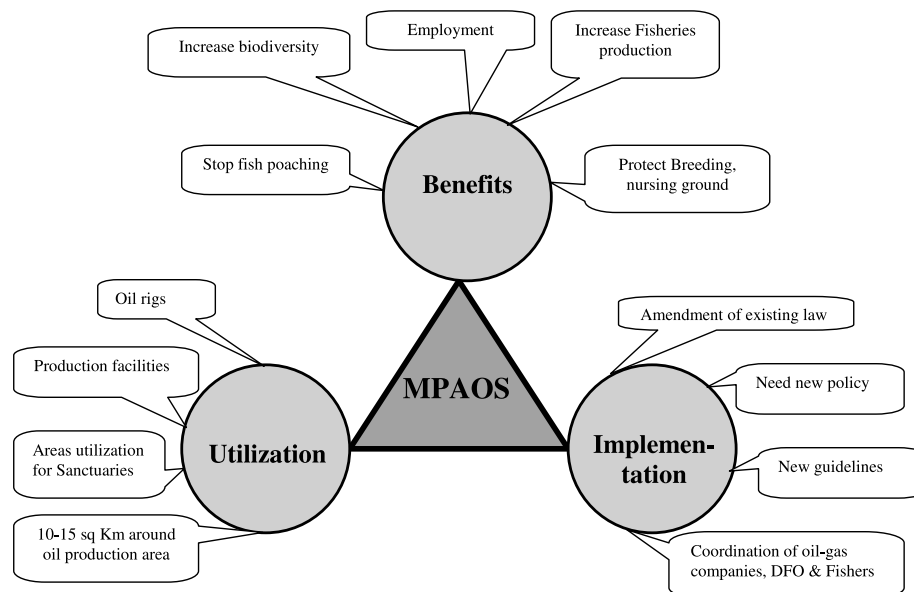 Employment
Increase Fisheries
production
Increase biodiversity
Stop fish poaching
Benefits
Protect Breeding,
nursing ground
Oil rigs
Amendment of existing law
Production facilities
MPAOS
Need new policy
Areas utilization
for Sanctuaries
Utilization
Implemen-
tation
New guidelines
10-15 sq Km around
oil production area
Coordination of oil-gas
companies, DFO & Fishers